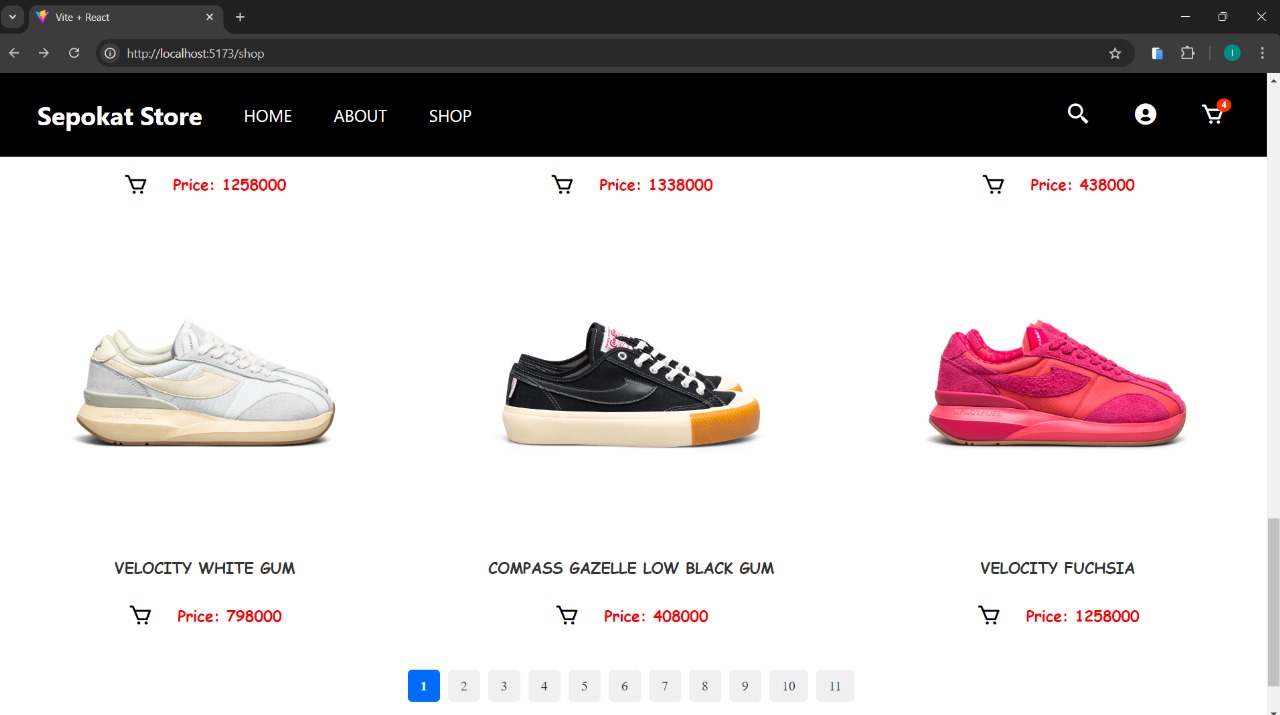 Vite + React
http://localhost:5173/shop
Sepokat Store HOME ABOUT SHOP 4
Price: 1258000 Price: 1338000 Price: 438000
VELOCITY WHITE GUM COMPASS GAZELLE LOW BLACK GUM VELOCITY FUCHSIA
Price: 798000 Price: 408000 Price: 1258000
1 2 3 4 5 6 7 8 9 10 11